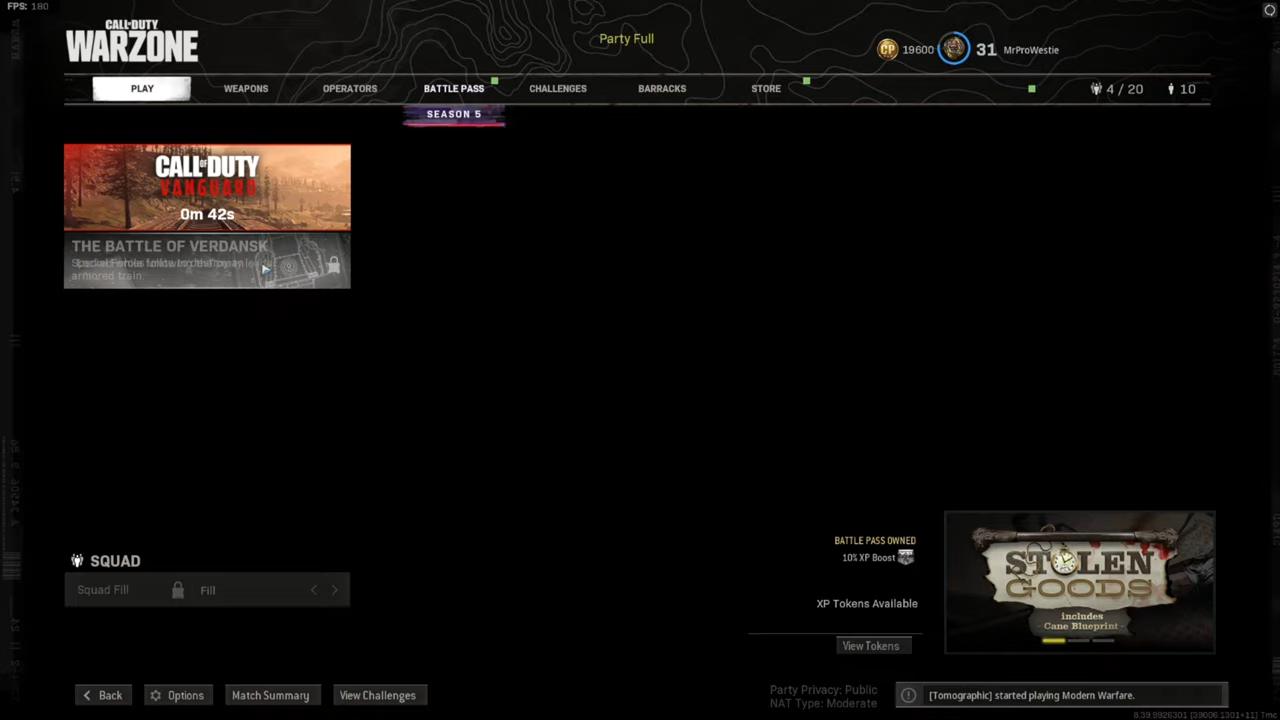 FPS: 180
CALL OF DUTY
WARZONE
Party Full
CP 19600 31 MrProWestie
PLAY WEAPONS OPERATORS BATTLE PASS CHALLENGES BARRACKS STORE 4 / 20 10
SEASON 5
CALL OF DUTY
VANGUARD
0m 42s
THE BATTLE OF VERDANSK
armored train.
BATTLE PASS OWNED
10% XP Boost
XP Tokens Available
View Tokens
STOLEN
GOODS
includes
- Cane Blueprint -
SQUAD
Squad Fill Fill
Back Options Match Summary View Challenges
Party Privacy: Public
NAT Type: Moderate
[Tomographic] started playing Modern Warfare.